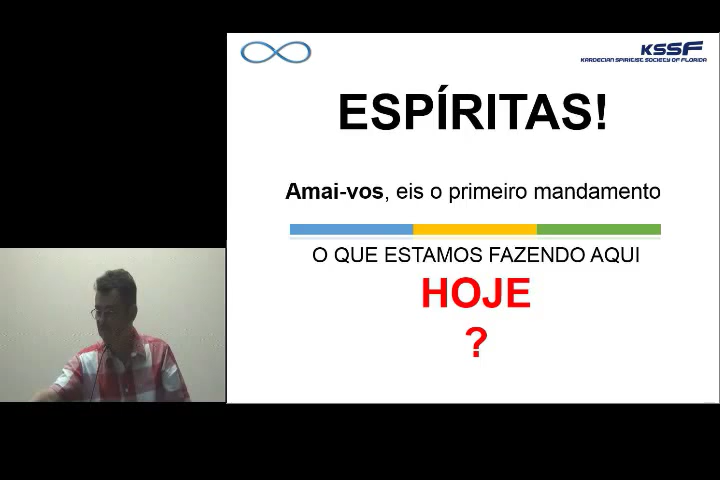 KSSF
KARDECIAN SPIRITIST SOCIETY OF FLORIDA
ESPÍRITAS!
Amai-vos, eis o primeiro mandamento
O QUE ESTAMOS FAZENDO AQUI
HOJE
?